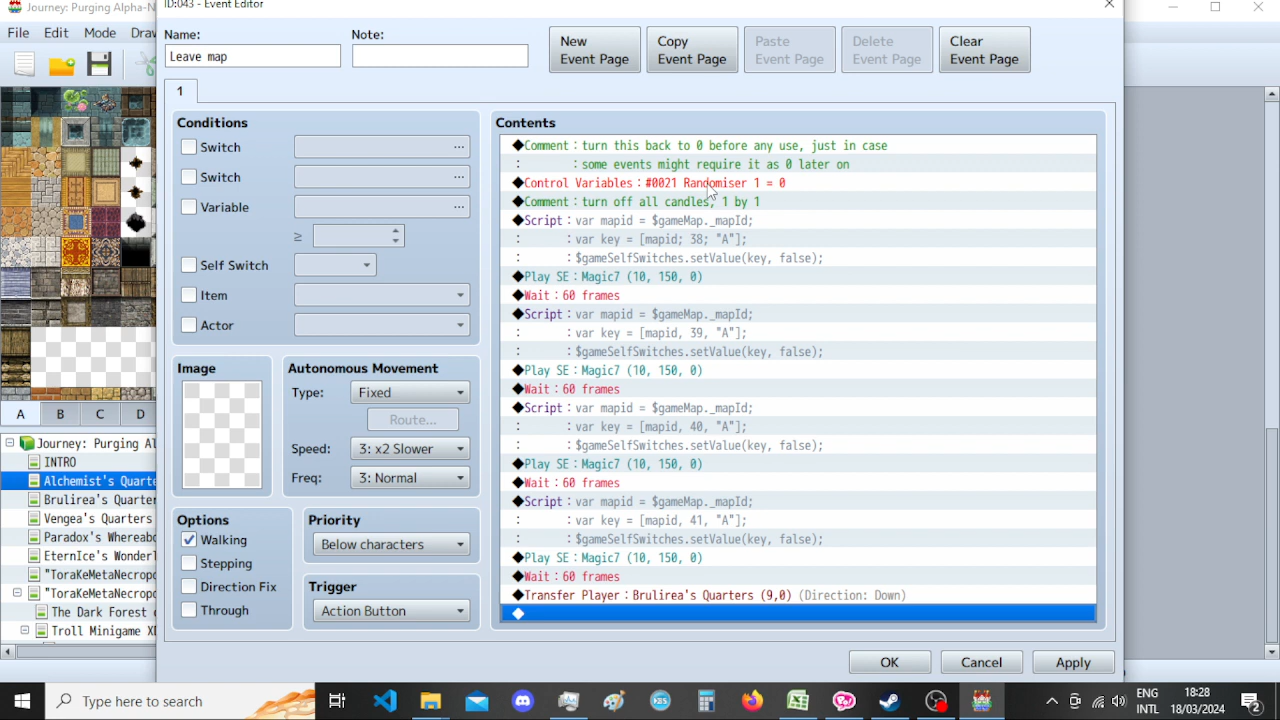 Journey: Purging Alpha-N
ID:043 - Event Editor
File Edit Mode Draw
Name:
Note:
Leave map
New Event Page
Copy Event Page
Paste Event Page
Delete Event Page
Clear Event Page
1
Conditions
Switch
Switch
Variable
≥
Self Switch
Item
Actor
Image
Autonomous Movement
Type: Fixed
Route...
Speed: 3: x2 Slower
Freq: 3: Normal
Options
Walking
Stepping
Direction Fix
Through
Priority
Below characters
Trigger
Action Button
Contents
◆Comment : turn this back to 0 before any use, just in case
: : some events might require it as 0 later on
◆Control Variables : #0021 Randomiser 1 = 0
◆Comment : turn off all candles, 1 by 1
◆Script : var mapid = $gameMap._mapId;
: : var key = [mapid; 38; "A"];
: : $gameSelfSwitches.setValue(key, false);
◆Play SE : Magic7 (10, 150, 0)
◆Wait : 60 frames
◆Script : var mapid = $gameMap._mapId;
: : var key = [mapid, 39, "A"];
: : $gameSelfSwitches.setValue(key, false);
◆Play SE : Magic7 (10, 150, 0)
◆Wait : 60 frames
◆Script : var mapid = $gameMap._mapId;
: : var key = [mapid, 40, "A"];
: : $gameSelfSwitches.setValue(key, false);
◆Play SE : Magic7 (10, 150, 0)
◆Wait : 60 frames
◆Script : var mapid = $gameMap._mapId;
: : var key = [mapid, 41, "A"];
: : $gameSelfSwitches.setValue(key, false);
◆Play SE : Magic7 (10, 150, 0)
◆Wait : 60 frames
◆Transfer Player : Brulirea's Quarters (9,0) (Direction: Down)
◆
OK
Cancel
Apply
A B C D
Journey: Purging Al
INTRO
Alchemist's Quarte
Brulirea's Quarter
Vengea's Quarters
Paradox's Whereab
EternIce's Wonderl
"ToraKeMetaNecropo
"ToraKeMetaNecropo
The Dark Forest
Troll Minigame X
Type here to search
ENG
INTL
18:28
18/03/2024
2